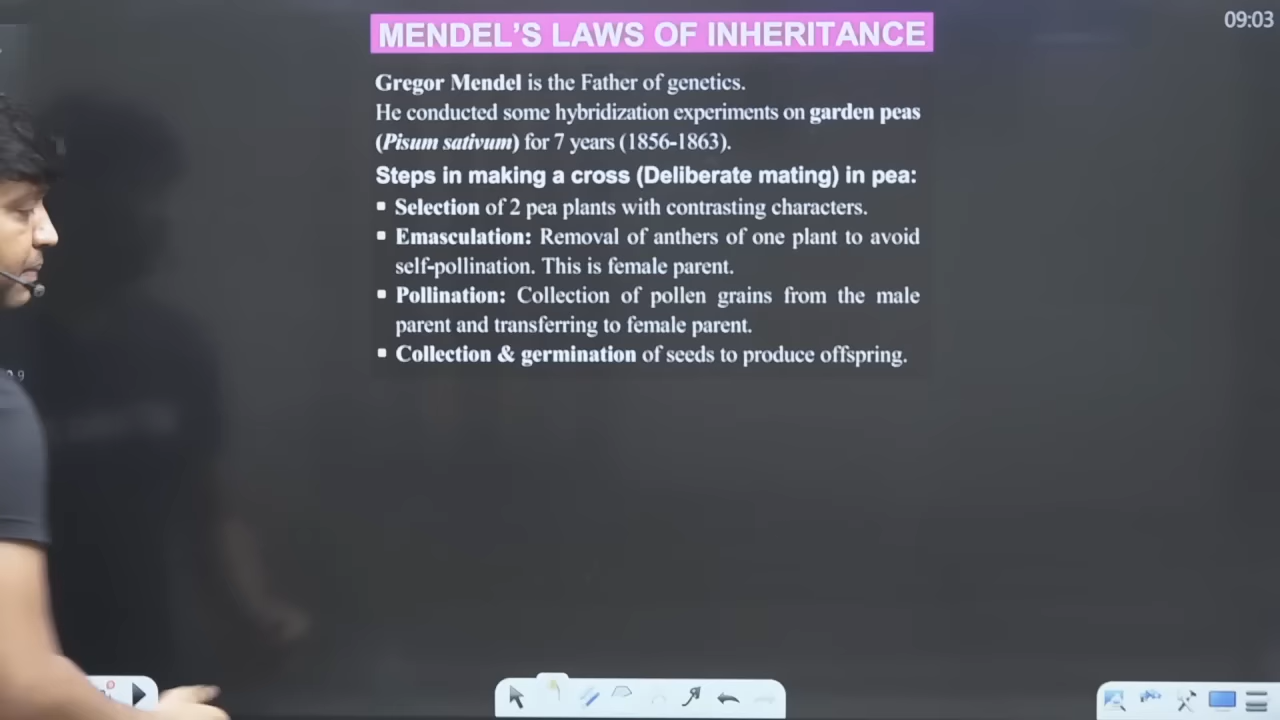 MENDEL'S LAWS OF INHERITANCE
09:03
Gregor Mendel is the Father of genetics.
He conducted some hybridization experiments on garden peas
(Pisum sativum) for 7 years (1856-1863).
Steps in making a cross (Deliberate mating) in pea:
▪ Selection of 2 pea plants with contrasting characters.
▪ Emasculation: Removal of anthers of one plant to avoid
self-pollination. This is female parent.
▪ Pollination: Collection of pollen grains from the male
parent and transferring to female parent.
▪ Collection & germination of seeds to produce offspring.